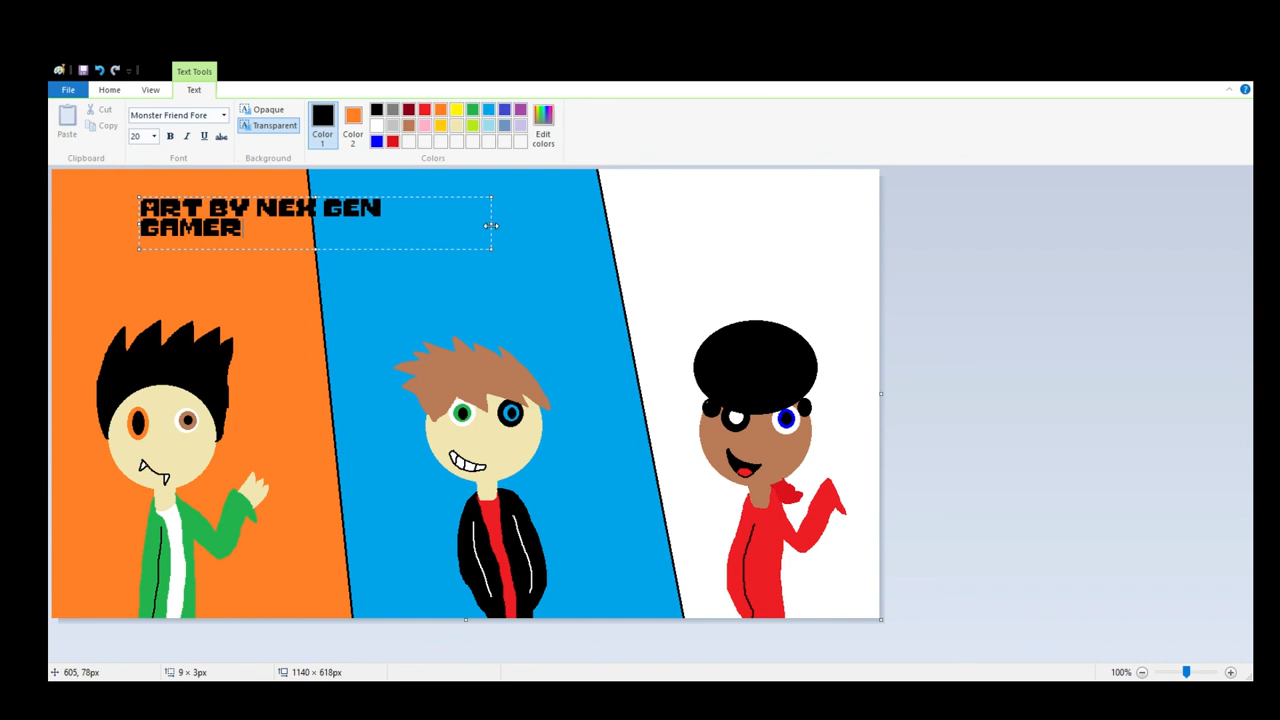 Text Tools
File Home View Text
Paste Cut Copy
Monster Friend Fore
20 B I U abc
Opaque
Transparent
Color 1
Color 2
Edit colors
Clipboard Font Background Colors
ART BY NEX GEN
GAMER
605, 78px 9 × 3px 1140 × 618px 100%